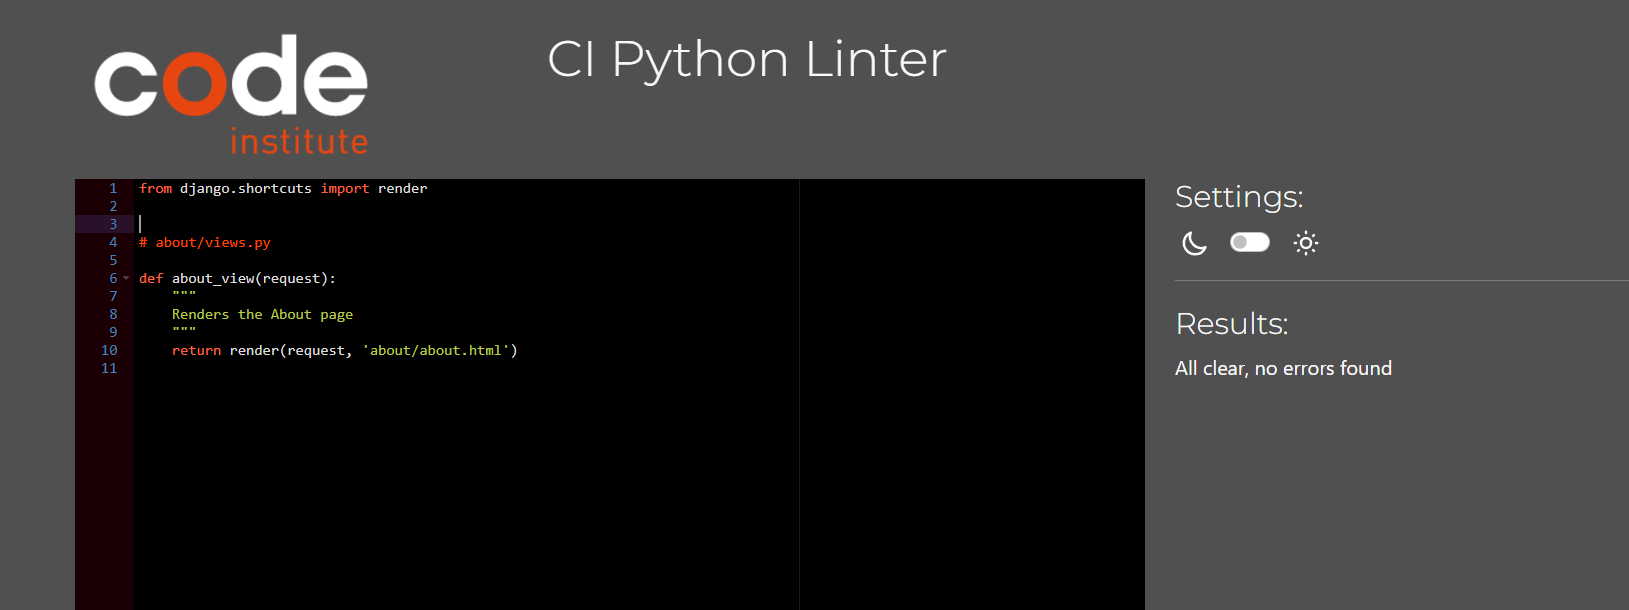 code
institute
CI Python Linter
1 from django.shortcuts import render
2
3
4 # about/views.py
5
6 def about_view(request):
7 """
8 Renders the About page
9 """
10 return render(request, 'about/about.html')
11
Settings:
Results:
All clear, no errors found